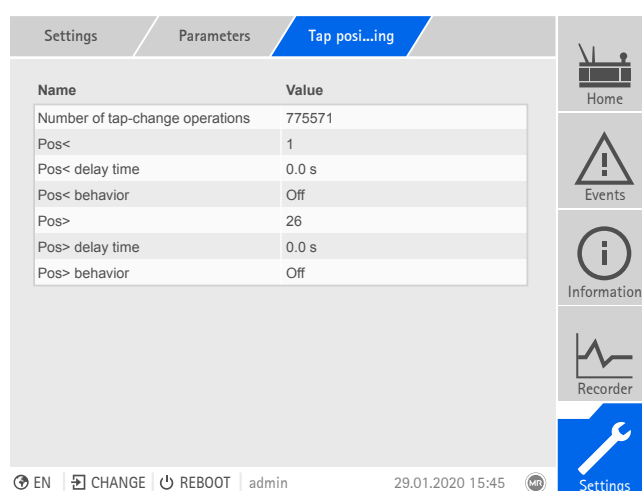 Settings Parameters Tap posi...ing
Name Value
Number of tap-change operations 775571
Pos< 1
Pos< delay time 0.0 s
Pos< behavior Off
Pos> 26
Pos> delay time 0.0 s
Pos> behavior Off
Home
Events
Information
Recorder
Settings
EN CHANGE REBOOT admin 29.01.2020 15:45 MR